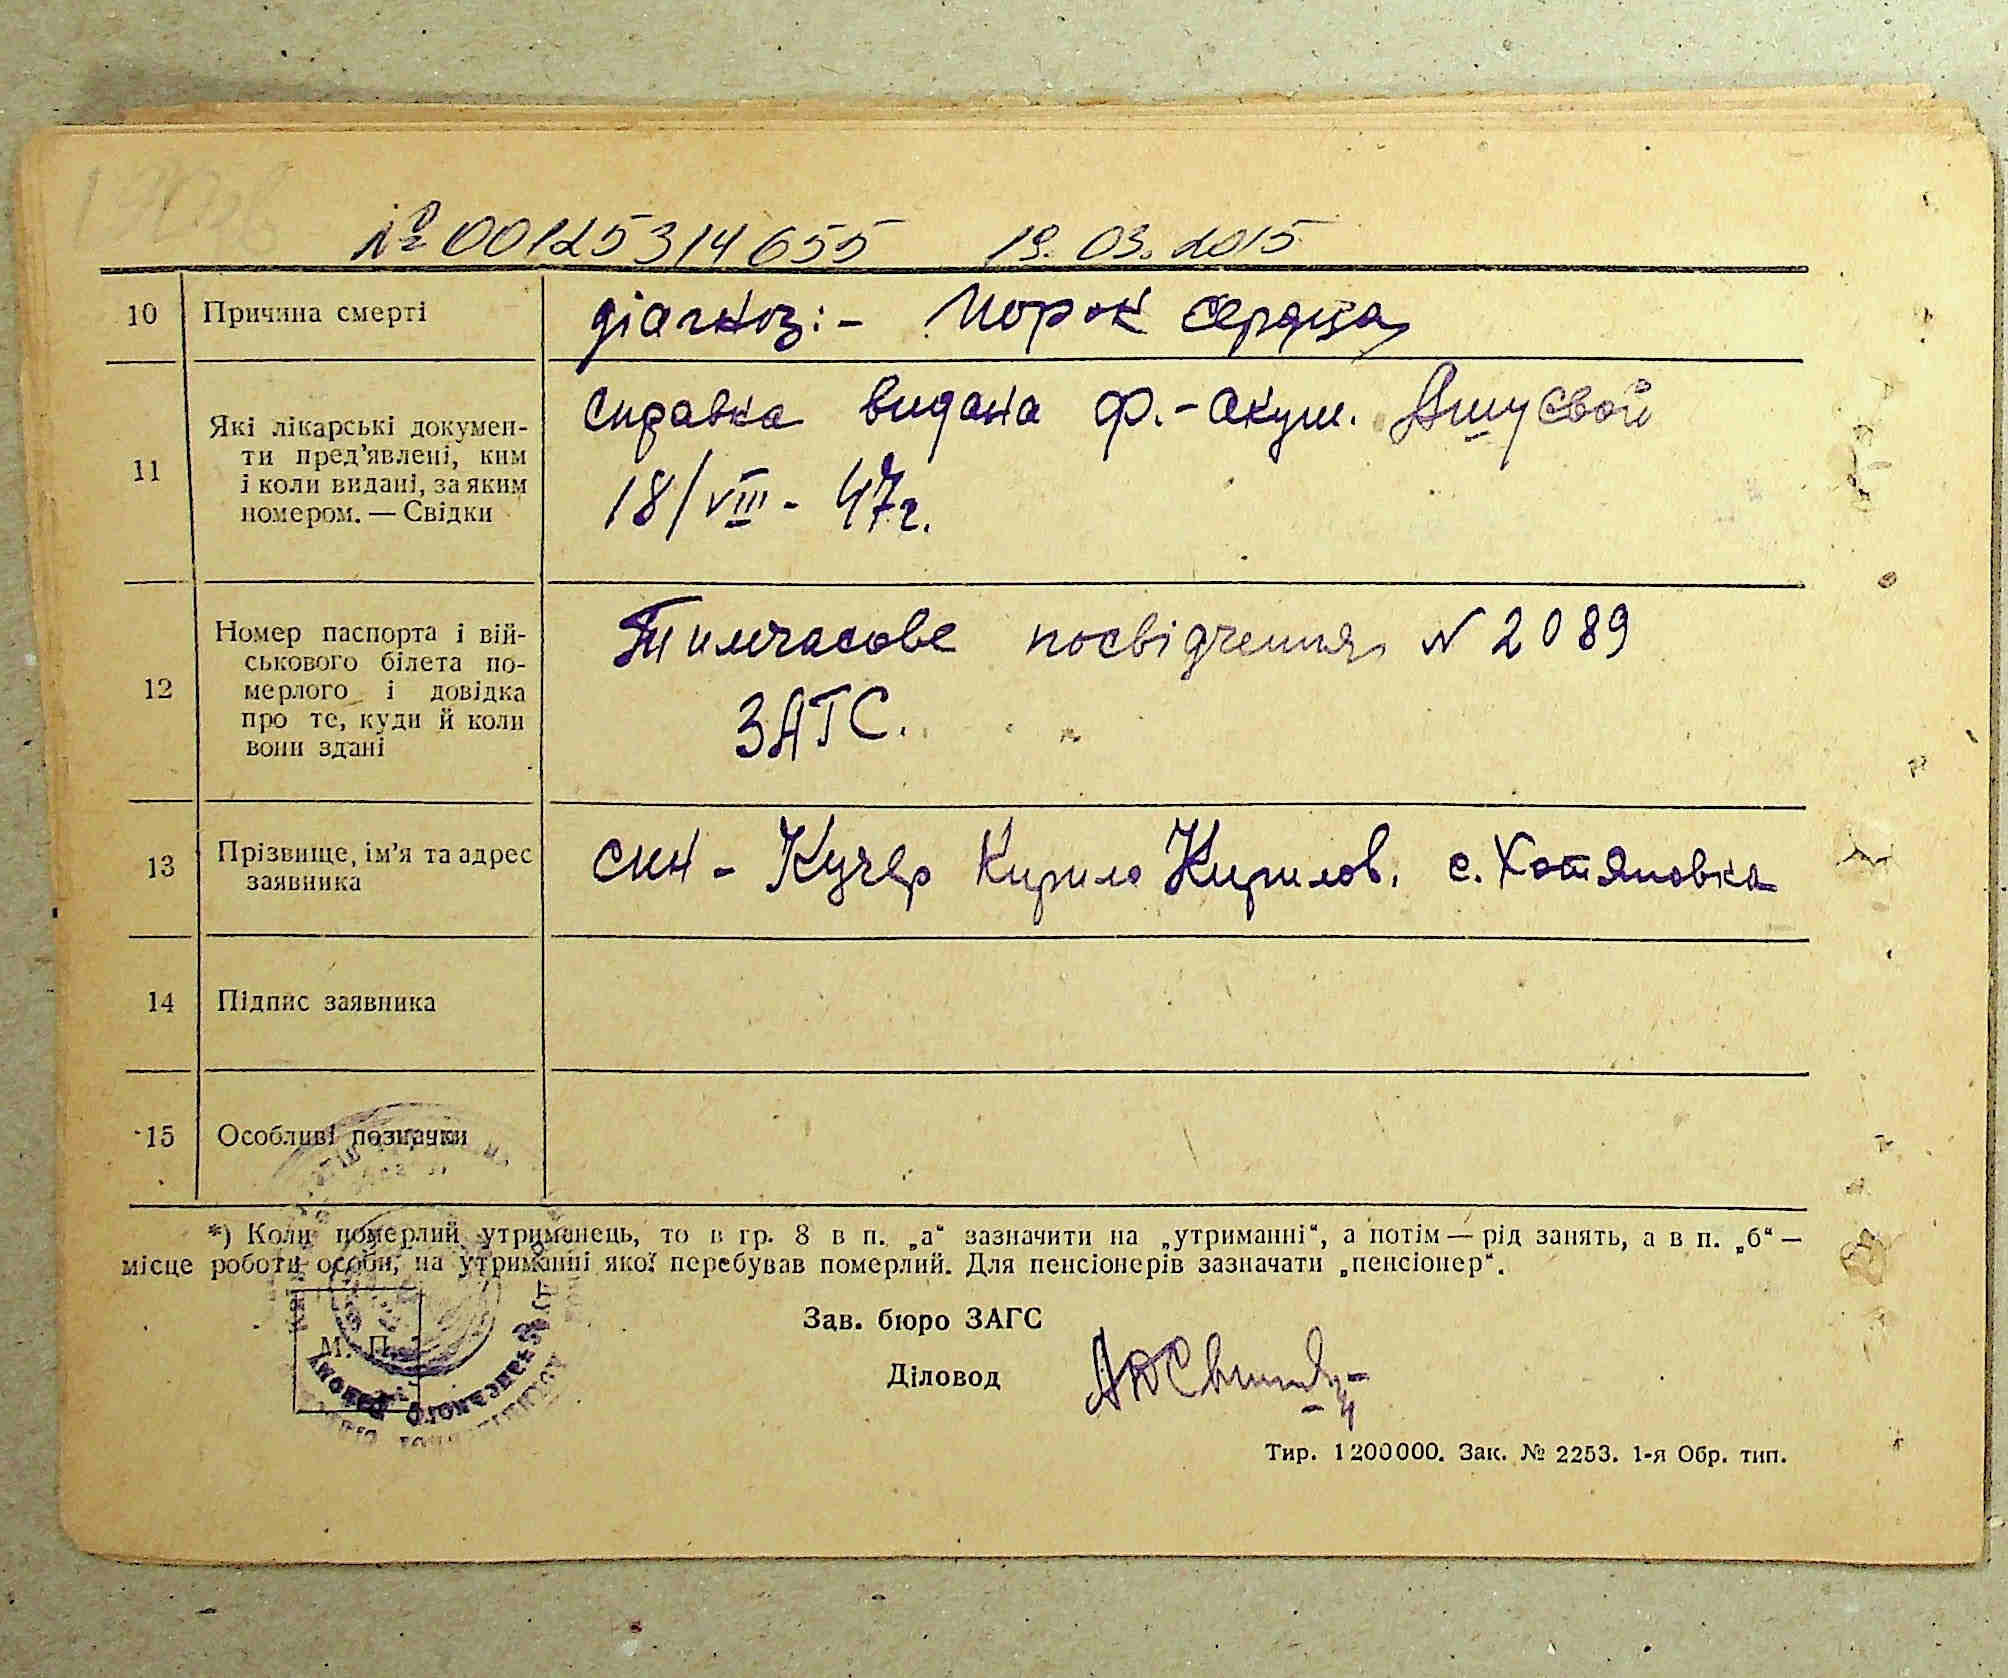 № 00125314655 19.03.2015
10 Причина смерті діагноз:- Порок сердца
11 Які лікарські докумен-
ти пред'явлені, ким
і коли видані, за яким
номером. — Свідки
справка видана ф.-акуш.
18/VIII - 47г.
12 Номер паспорта і вій-
ськового білета по-
мерлого і довідка
про те, куди й коли
вони здані
Тимчасове посвідчення N 2089
ЗАГС.
13 Прізвище, ім'я та адрес
заявника
син - Кучер Кирило Кирилов. с. Хотяновка
14 Підпис заявника
15 Особливі позначки
*) Коли померлий утриманець, то в гр. 8 в п. „а“ зазначити на „утриманні“, а потім — рід занять, а в п. „б“ —
місце роботи особи, на утриманні якої перебував померлий. Для пенсіонерів зазначати „пенсіонер“.
М. П.
Зав. бюро ЗАГС
Діловод
Тир. 1200000. Зак. № 2253. 1-я Обр. тип.